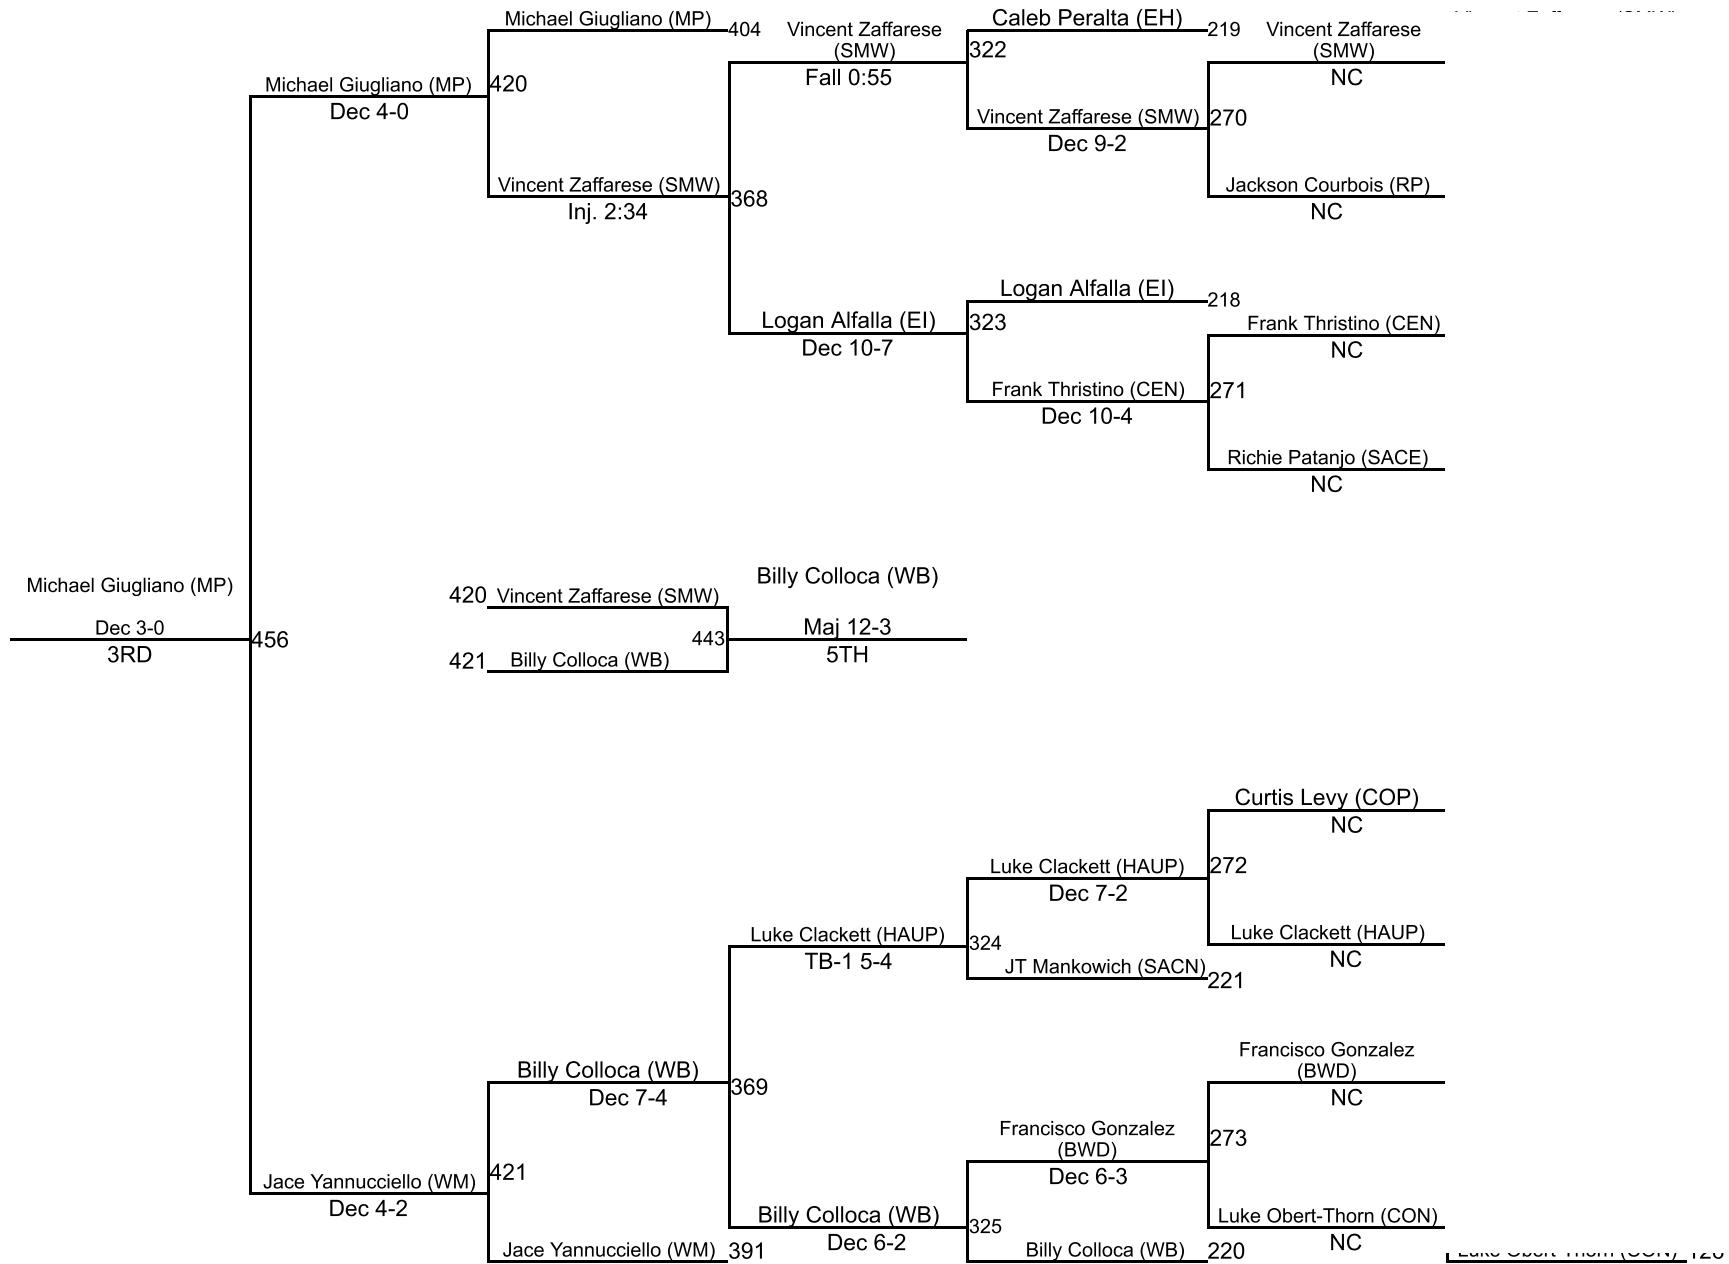 Michael Giugliano (MP)
404
Vincent Zaffarese
(SMW)
Fall 0:55
Caleb Peralta (EH)
219
Vincent Zaffarese
(SMW)
NC
322
Michael Giugliano (MP)
Dec 4-0
420
Vincent Zaffarese (SMW)
Dec 9-2
270
Vincent Zaffarese (SMW)
Inj. 2:34
368
Jackson Courbois (RP)
NC
Logan Alfalla (EI)
218
Logan Alfalla (EI)
Dec 10-7
323
Frank Thristino (CEN)
NC
Frank Thristino (CEN)
Dec 10-4
271
Richie Patanjo (SACE)
NC
Michael Giugliano (MP)
Dec 3-0
3RD
456
420
Vincent Zaffarese (SMW)
443
421
Billy Colloca (WB)
Billy Colloca (WB)
Maj 12-3
5TH
Curtis Levy (COP)
NC
Luke Clackett (HAUP)
Dec 7-2
272
Luke Clackett (HAUP)
TB-1 5-4
324
Luke Clackett (HAUP)
NC
JT Mankowich (SACN)
221
Billy Colloca (WB)
Dec 7-4
369
Francisco Gonzalez
(BWD)
NC
Francisco Gonzalez
(BWD)
Dec 6-3
273
Jace Yannucciello (WM)
Dec 4-2
421
Billy Colloca (WB)
Dec 6-2
325
Luke Obert-Thorn (CON)
NC
Jace Yannucciello (WM)
391
Billy Colloca (WB)
220